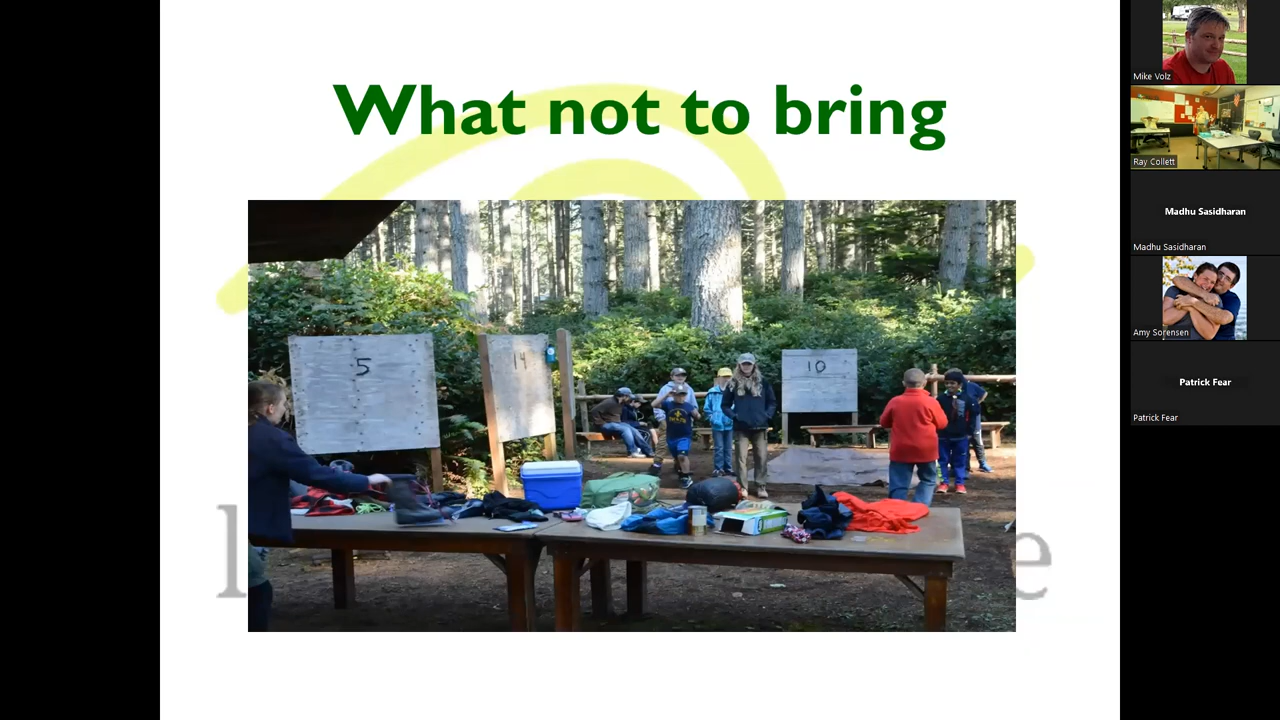 What not to bring
5
14
10
l
e
Mike Volz
Ray Collett
Madhu Sasidharan
Madhu Sasidharan
Amy Sorensen
Patrick Fear
Patrick Fear